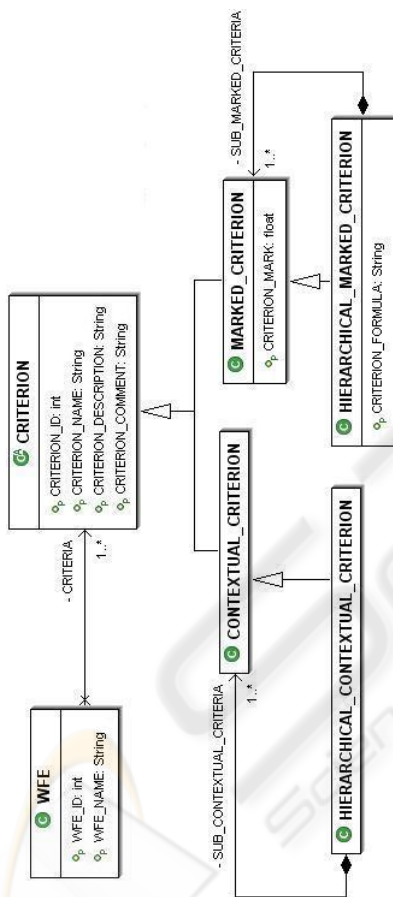 WFE
WFE_ID: int
WFE_NAME: String
- CRITERIA
1..*
CRITERION
CRITERION_ID: int
CRITERION_NAME: String
CRITERION_DESCRIPTION: String
CRITERION_COMMENT: String
- SUB_CONTEXTUAL_CRITERIA
1..*
CONTEXTUAL_CRITERION
MARKED_CRITERION
CRITERION_MARK: float
- SUB_MARKED_CRITERIA
1..*
HIERARCHICAL_CONTEXTUAL_CRITERION
HIERARCHICAL_MARKED_CRITERION
CRITERION_FORMULA: String